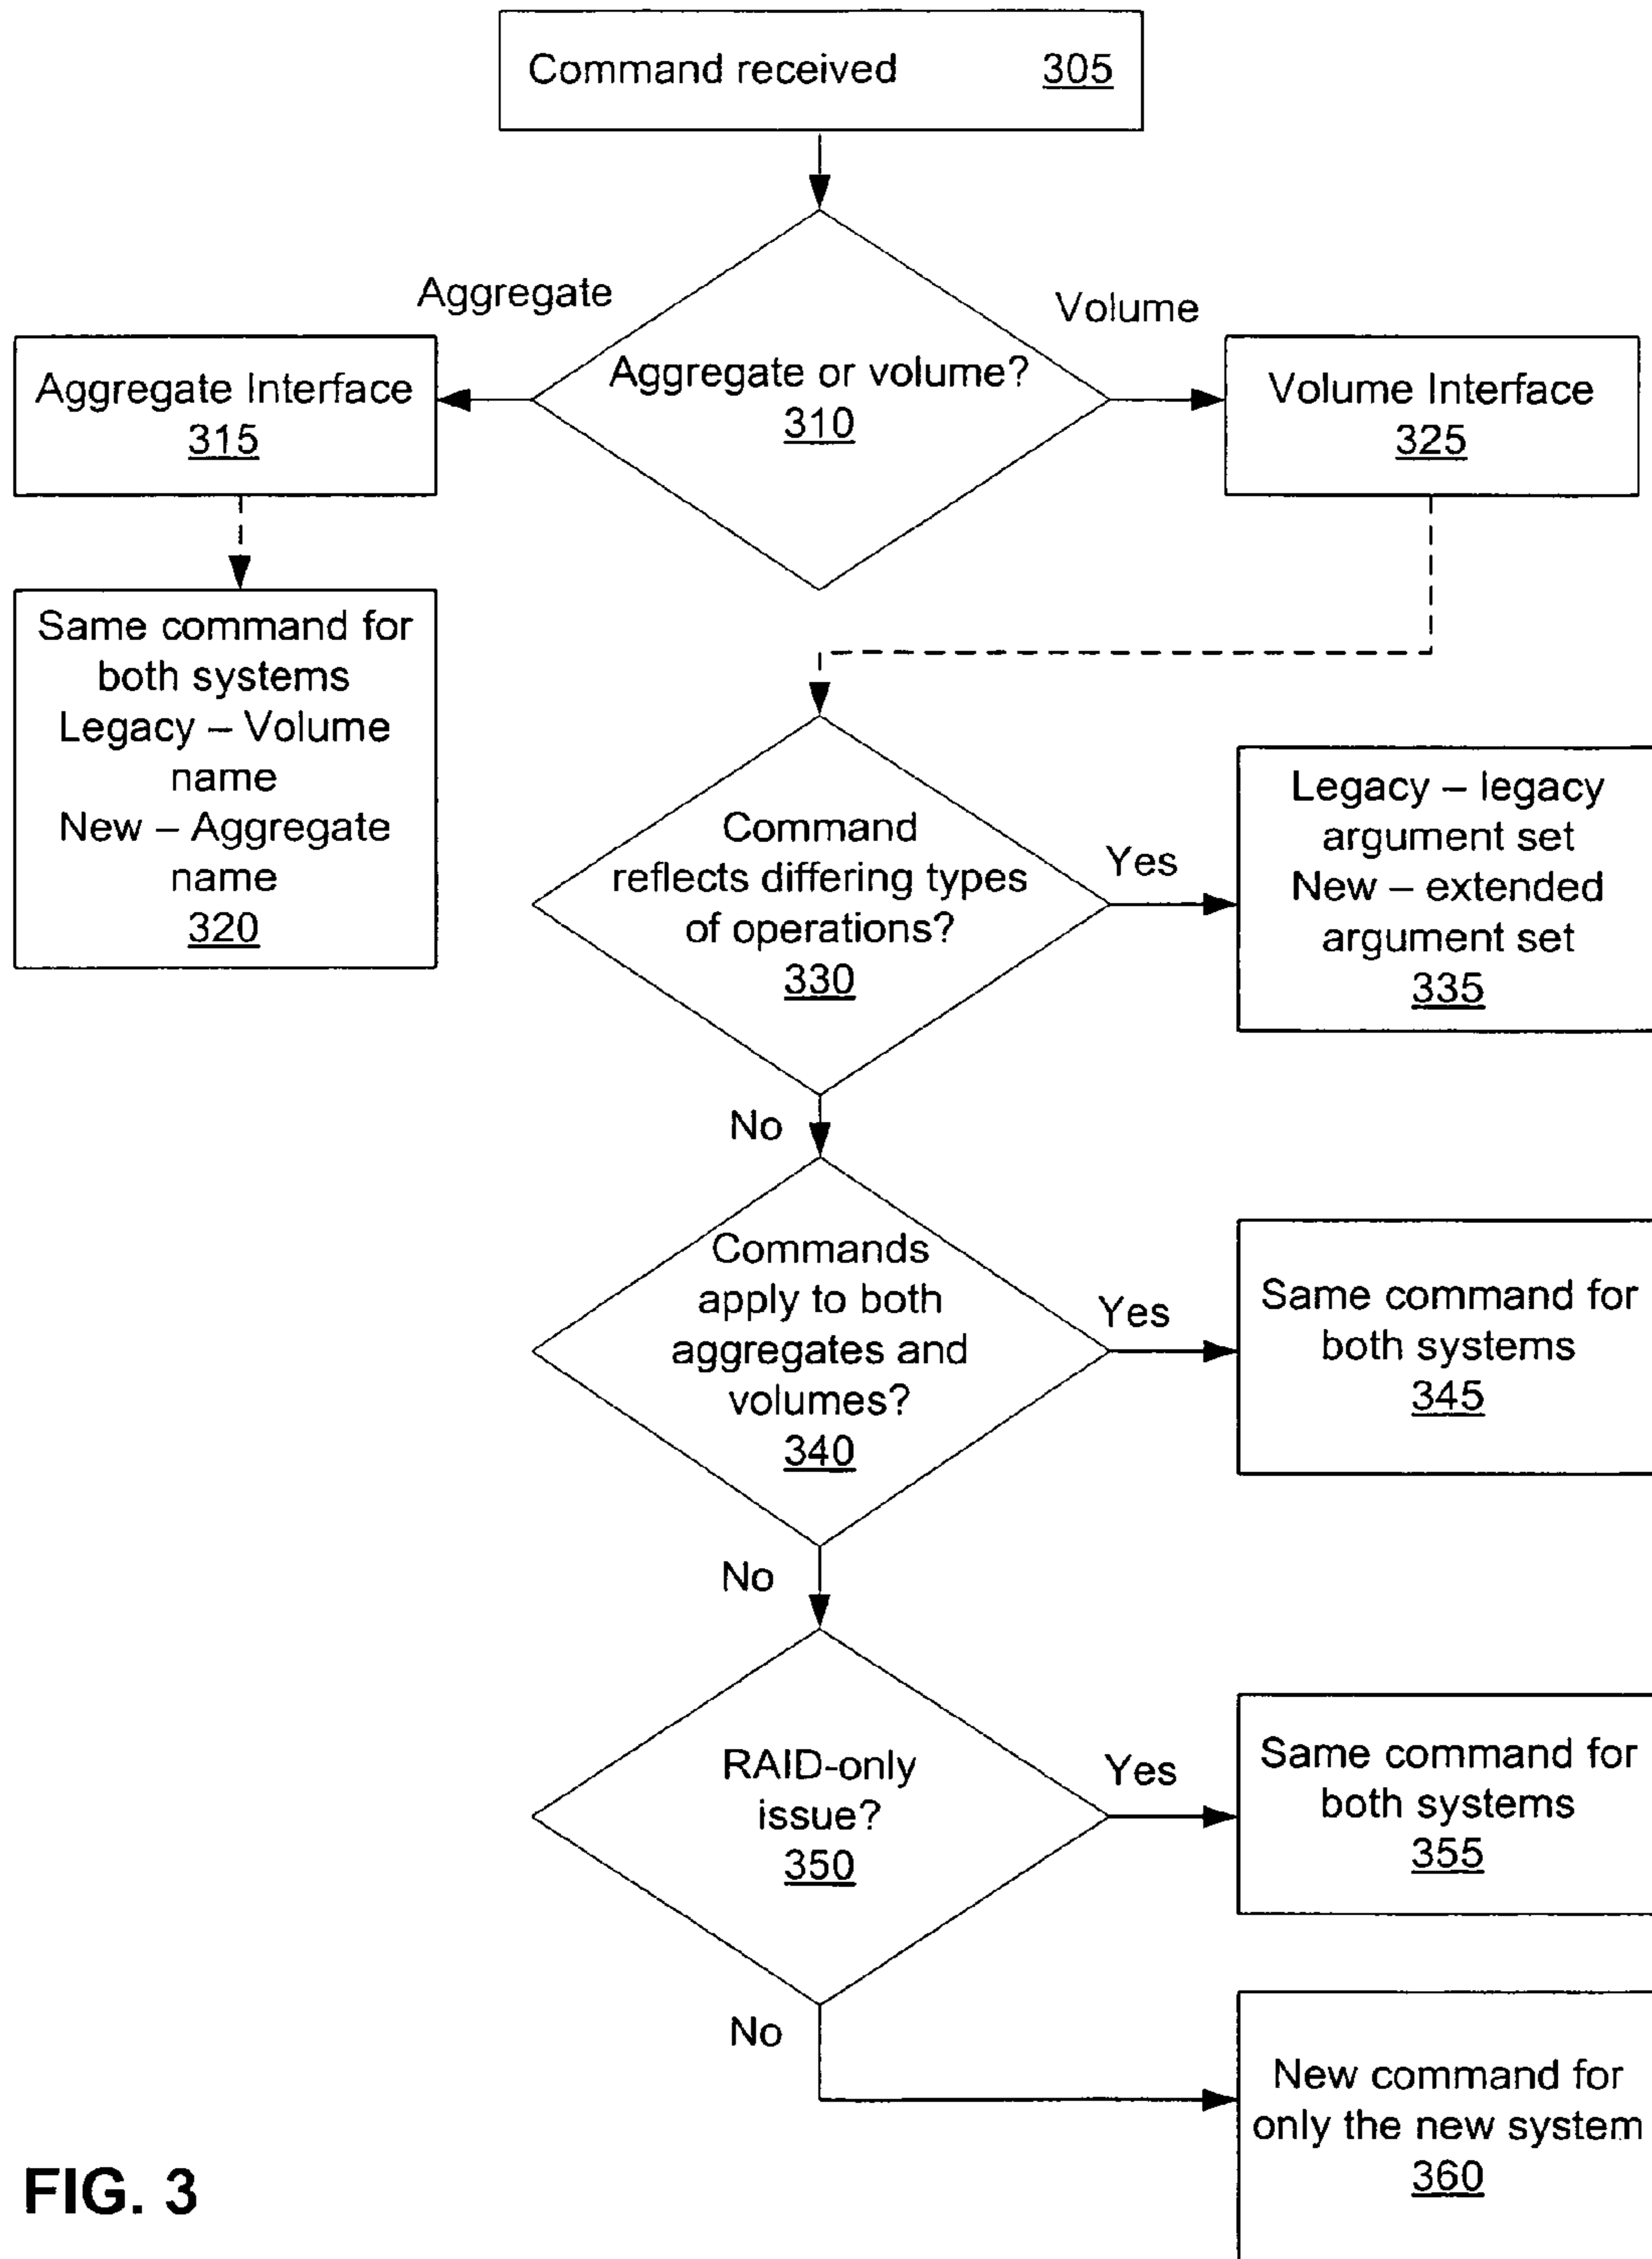 Command received 305
Aggregate
Volume
Aggregate or volume?
310
Aggregate Interface
315
Volume Interface
325
Same command for
both systems
Legacy – Volume
name
New – Aggregate
name
320
Command
reflects differing types
of operations?
330
Yes
Legacy – legacy
argument set
New – extended
argument set
335
No
Commands
apply to both
aggregates and
volumes?
340
Yes
Same command for
both systems
345
No
RAID-only
issue?
350
Yes
Same command for
both systems
355
No
New command for
only the new system
360
FIG. 3